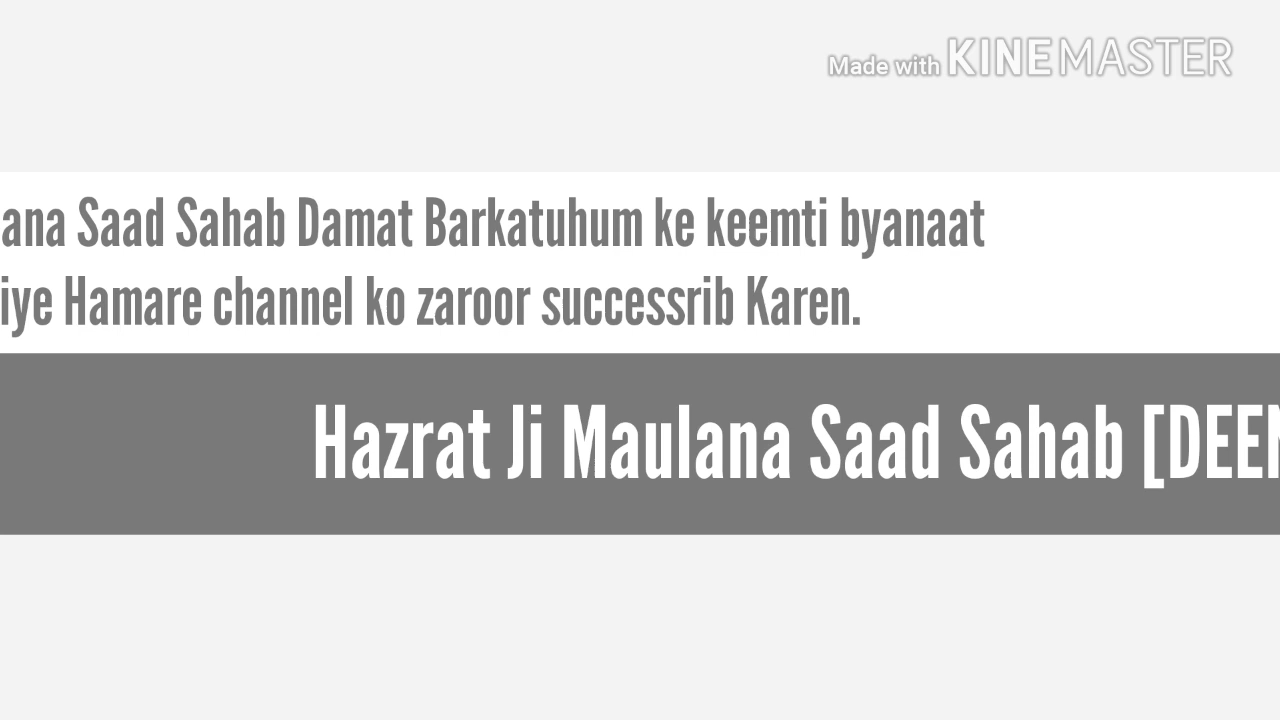 Made with KINEMASTER
ana Saad Sahab Damat Barkatuhum ke keemti byanaat
iye Hamare channel ko zaroor successrib Karen.
Hazrat Ji Maulana Saad Sahab [DEEN